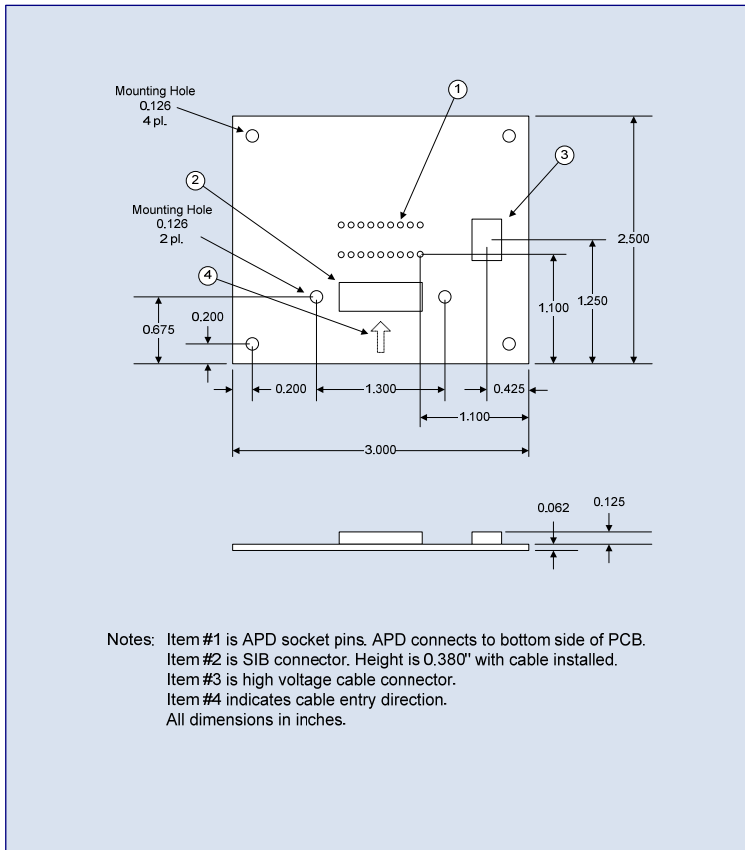 Mounting Hole
0.126
4 pl.
1
2
3
Mounting Hole
0.126
2 pl.
4
2.500
1.250
1.100
0.675
0.200
0.200
1.300
0.425
1.100
3.000
0.062
0.125
Notes: Item #1 is APD socket pins. APD connects to bottom side of PCB.
Item #2 is SIB connector. Height is 0.380" with cable installed.
Item #3 is high voltage cable connector.
Item #4 indicates cable entry direction.
All dimensions in inches.